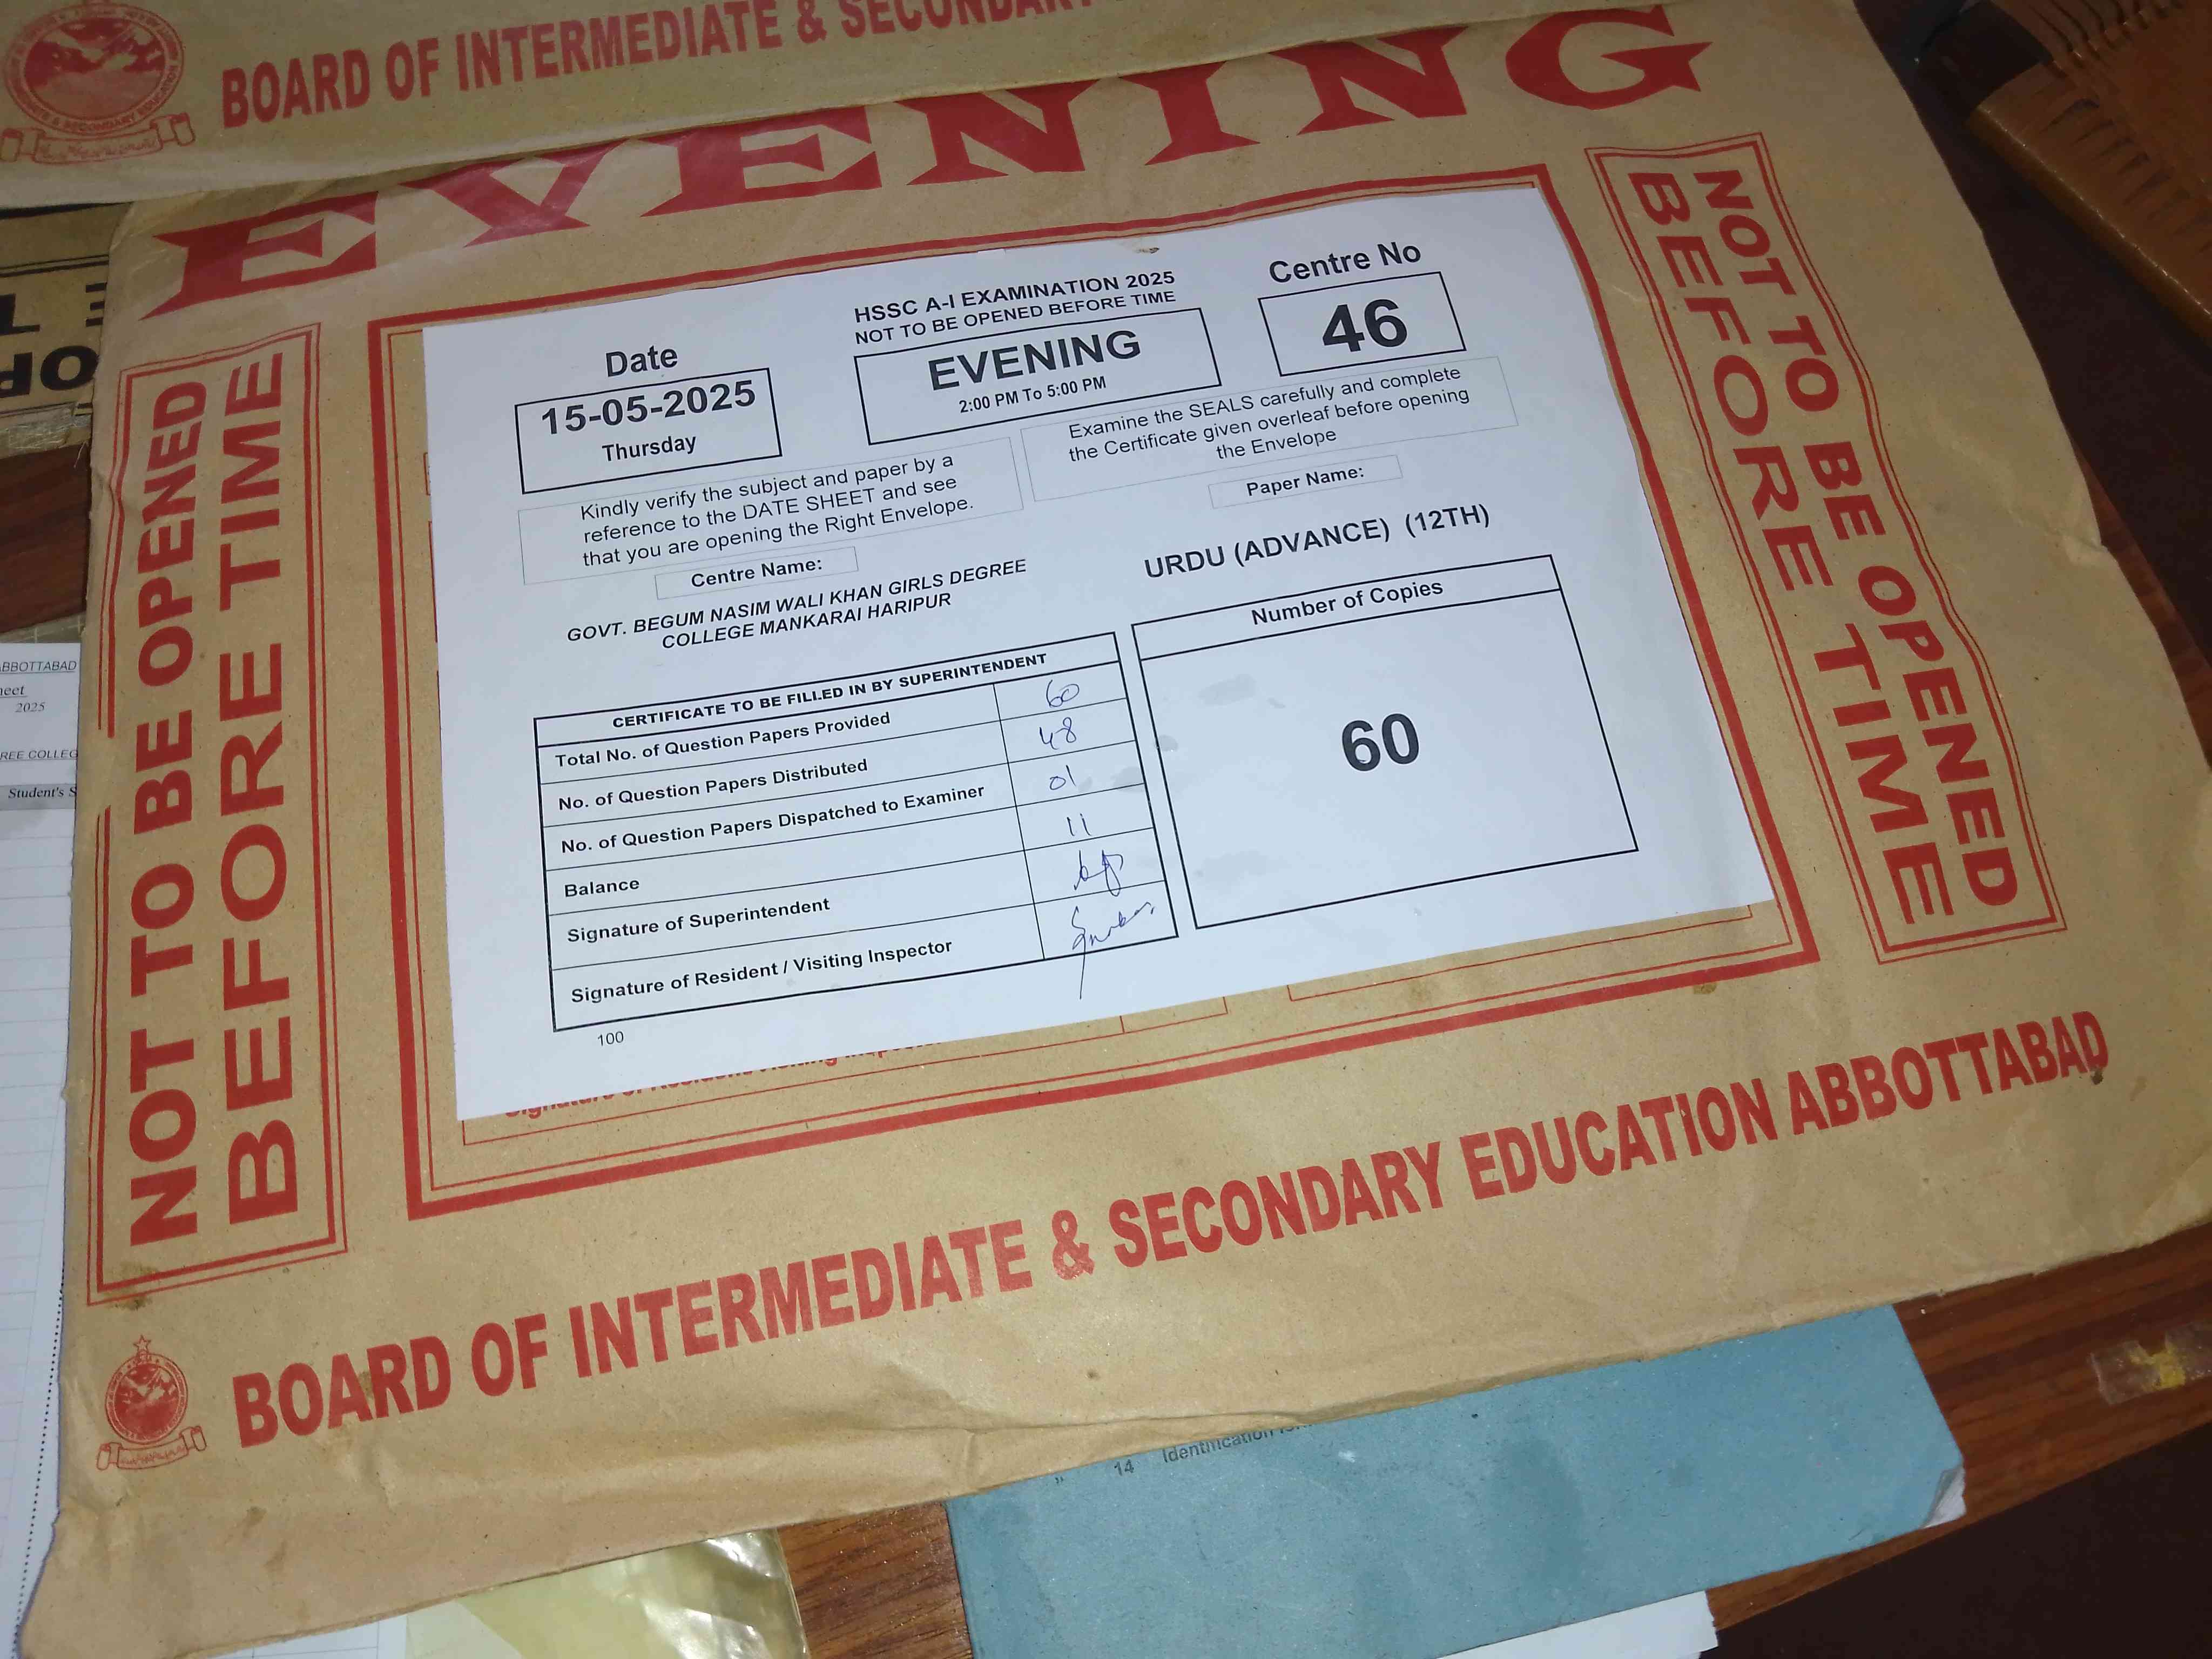 BOARD OF INTERMEDIATE & SECONDARY
EVENING
NOT TO BE OPENED
BEFORE TIME
HSSC A-I EXAMINATION 2025
NOT TO BE OPENED BEFORE TIME
Date
15-05-2025
Thursday
EVENING
2:00 PM To 5:00 PM
Centre No
46
Kindly verify the subject and paper by a
reference to the DATE SHEET and see
that you are opening the Right Envelope.
Examine the SEALS carefully and complete
the Certificate given overleaf before opening
the Envelope
Centre Name:
GOVT. BEGUM NASIM WALI KHAN GIRLS DEGREE
COLLEGE MANKARAI HARIPUR
Paper Name:
URDU (ADVANCE) (12TH)
CERTIFICATE TO BE FILLED IN BY SUPERINTENDENT
Total No. of Question Papers Provided 60
No. of Question Papers Distributed 48
No. of Question Papers Dispatched to Examiner 01
Balance 11
Signature of Superintendent
Signature of Resident / Visiting Inspector
Number of Copies
60
100
NOT TO BE OPENED
BEFORE TIME
BOARD OF INTERMEDIATE & SECONDARY EDUCATION ABBOTTABAD
ABBOTTABAD
2025
Student's
14 Identification